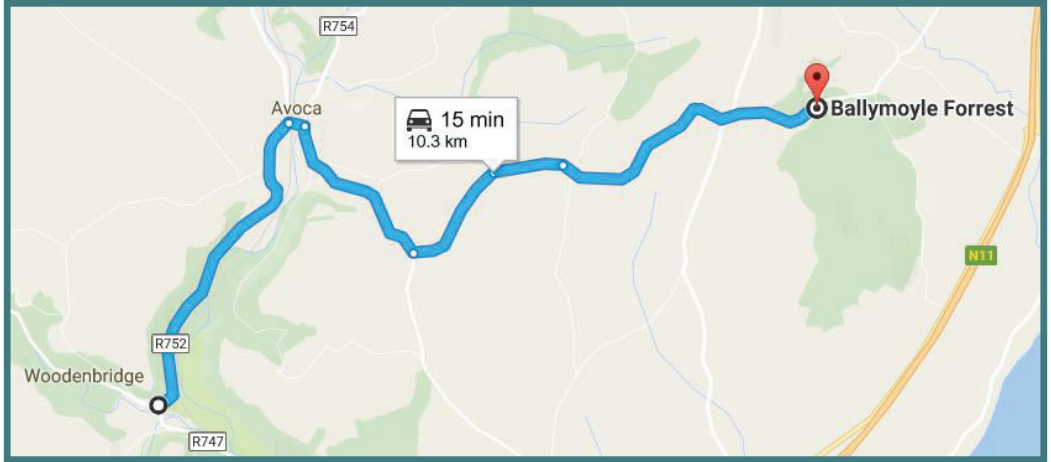 R754
Avoca
15 min
10.3 km
Ballymoyle Forrest
N11
R752
Woodenbridge
R747